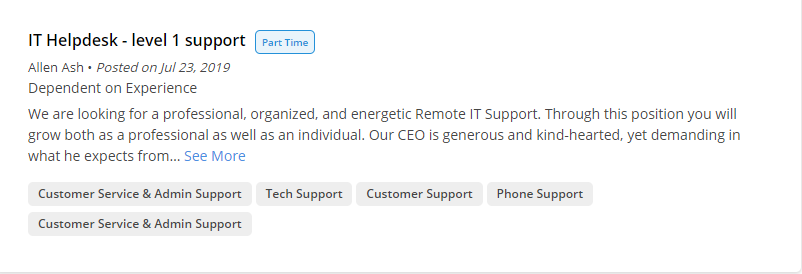 IT Helpdesk - level 1 support Part Time
Allen Ash • Posted on Jul 23, 2019
Dependent on Experience
We are looking for a professional, organized, and energetic Remote IT Support. Through this position you will
grow both as a professional as well as an individual. Our CEO is generous and kind-hearted, yet demanding in
what he expects from... See More
Customer Service & Admin Support Tech Support Customer Support Phone Support
Customer Service & Admin Support